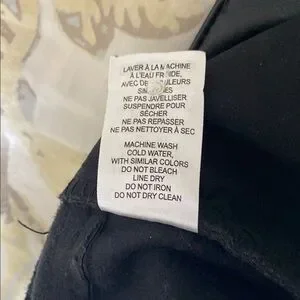 LAVER À LA MACHINE
À L'EAU FROIDE,
AVEC DES COULEURS
SIMILAIRES
NE PAS JAVELLISER
SUSPENDRE POUR
SÉCHER
NE PAS REPASSER
NE PAS NETTOYER À SEC
MACHINE WASH
COLD WATER,
WITH SIMILAR COLORS
DO NOT BLEACH
LINE DRY
DO NOT IRON
DO NOT DRY CLEAN